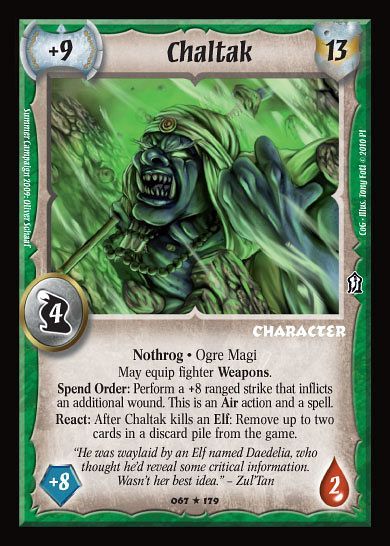 +9
Chaltak
13
Summer Campaign 2009: Oliver Schaaf
CoG • Illus. Tony Foti © 2010 PI
4
CHARACTER
Nothrog • Ogre Magi
May equip fighter Weapons.
Spend Order: Perform a +8 ranged strike that inflicts
an additional wound. This is an Air action and a spell.
React: After Chaltak kills an Elf: Remove up to two
cards in a discard pile from the game.
"He was waylaid by an Elf named Daedelia, who
thought he'd reveal some critical information.
Wasn't her best idea." – Zul'Tan
+8
2
067 ★ 179